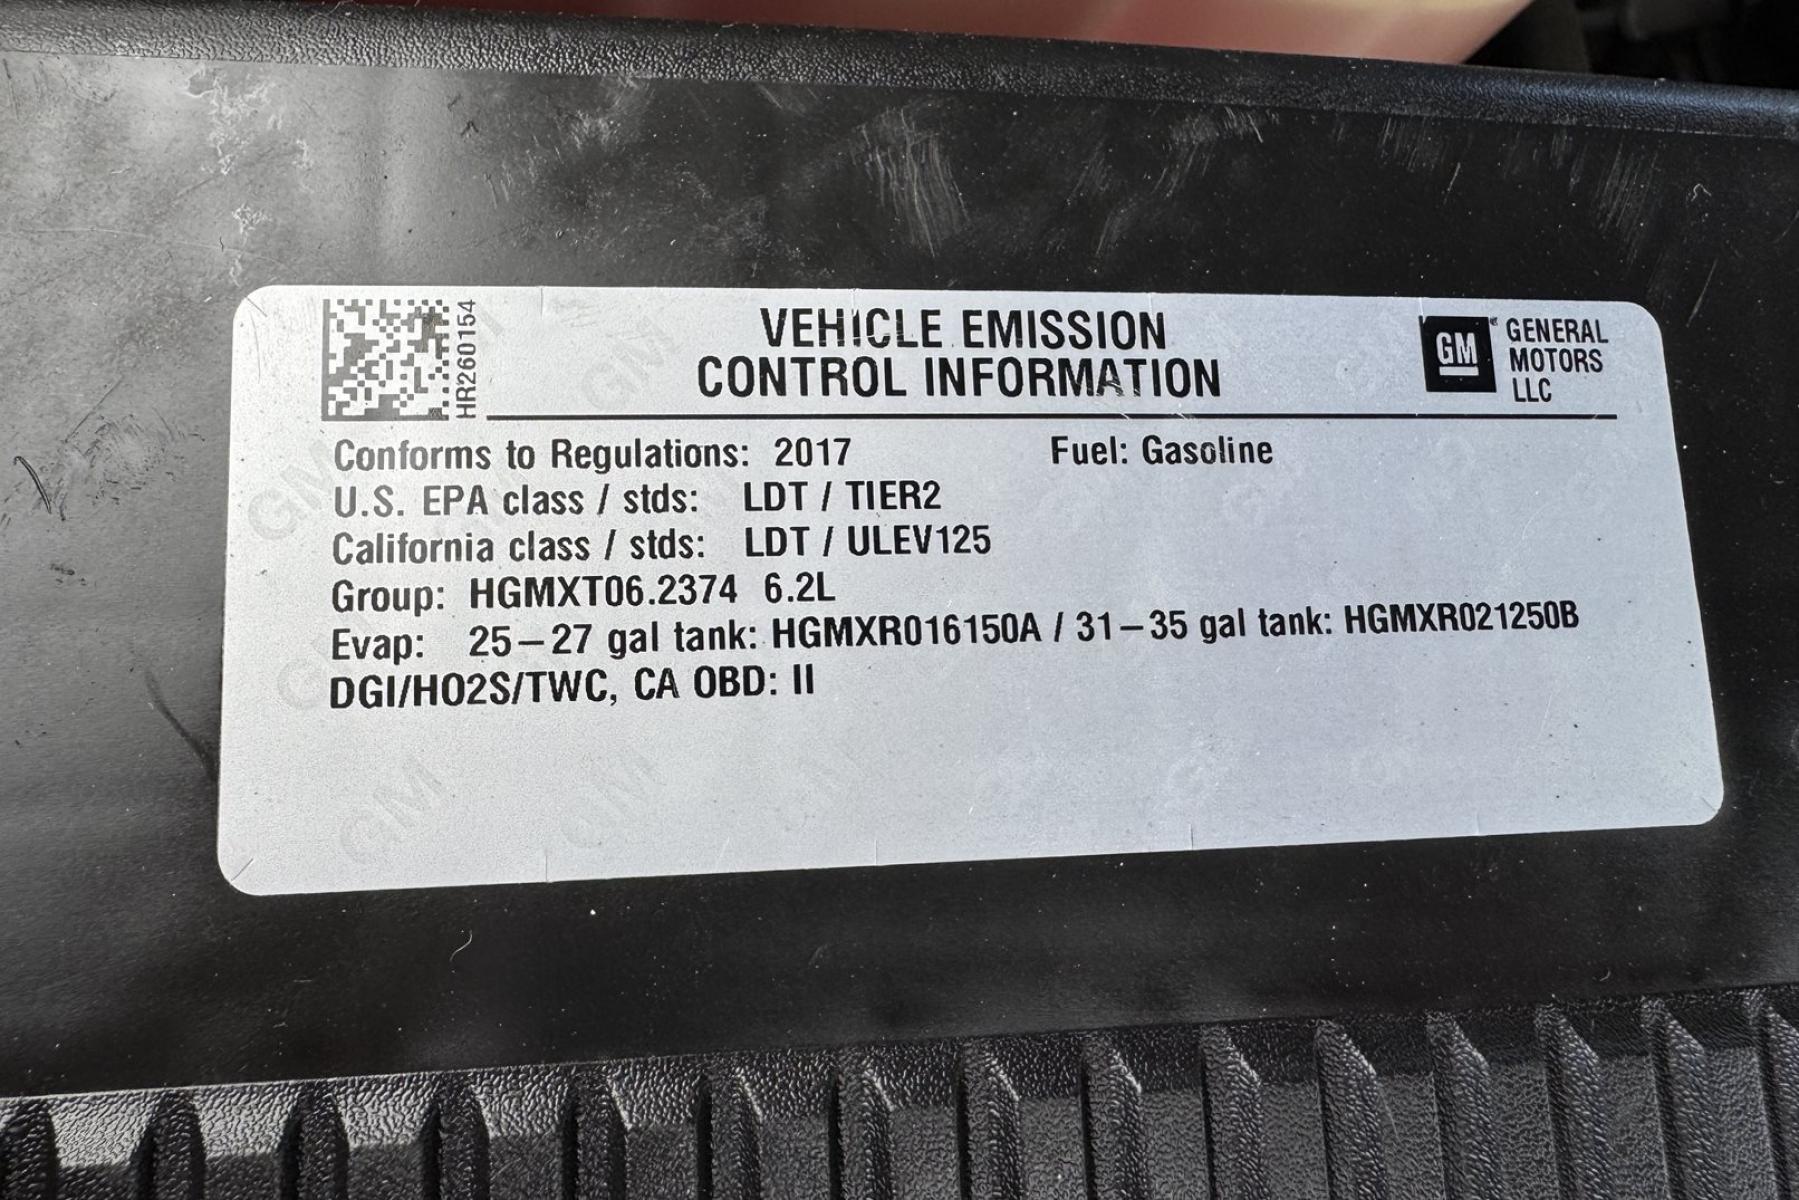 HR260154
VEHICLE EMISSION
CONTROL INFORMATION
GM
GENERAL
MOTORS
LLC
Conforms to Regulations: 2017 Fuel: Gasoline
U.S. EPA class / stds: LDT / TIER2
California class / stds: LDT / ULEV125
Group: HGMXT06.2374 6.2L
Evap: 25–27 gal tank: HGMXR016150A / 31–35 gal tank: HGMXR021250B
DGI/HO2S/TWC, CA OBD: II